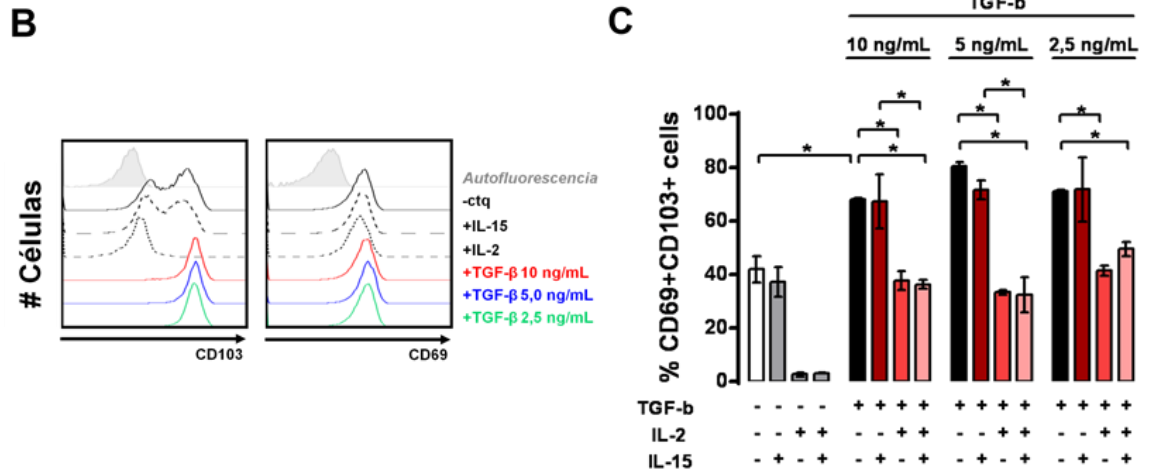 B
# Células
Autofluorescencia
-ctq
+IL-15
+IL-2
+TGF-β 10 ng/mL
+TGF-β 5,0 ng/mL
+TGF-β 2,5 ng/mL
CD103
CD69
C
TGF-b
10 ng/mL 5 ng/mL 2,5 ng/mL
% CD69+CD103+ cells
100
80
60
40
20
0
* * * *
* * *
* * *
TGF-b - - - - + + + + + + + + + + + +
IL-2 - - + + - - + + - - + + - - + +
IL-15 - + - + - + - + - + - + - + - +